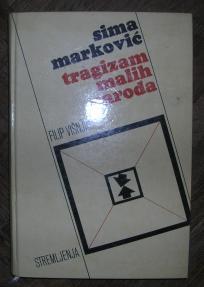 sima
marković
tragizam
malih
naroda
FILIP VIŠNJIĆ
STREMLJENJA